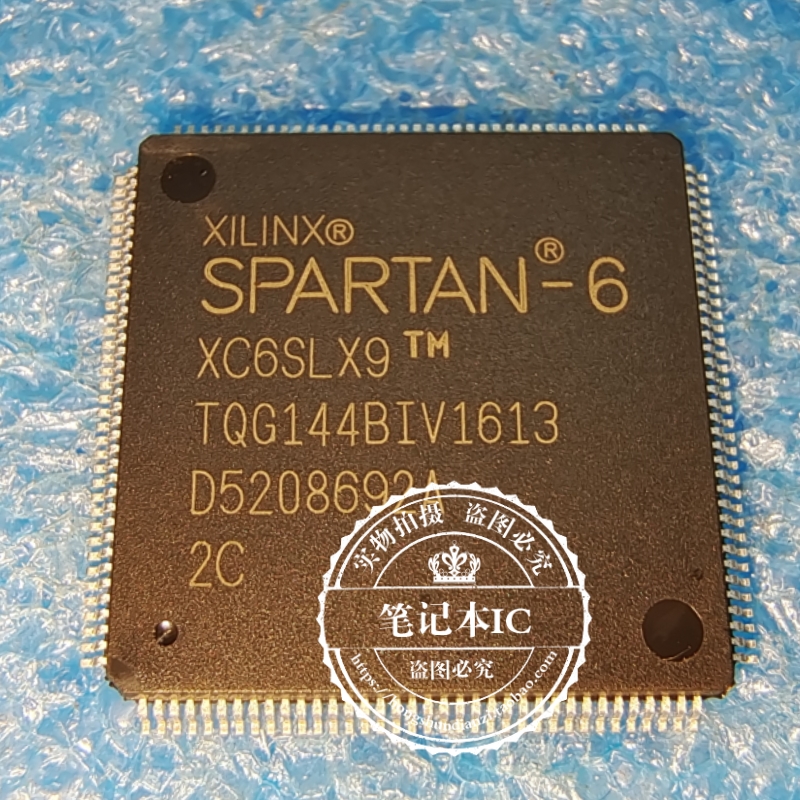 XILINX®
SPARTAN®-6
XC6SLX9™
TQG144BIV1613
D5208692A
2C
实物拍摄 盗图必究
笔记本IC
盗图必究